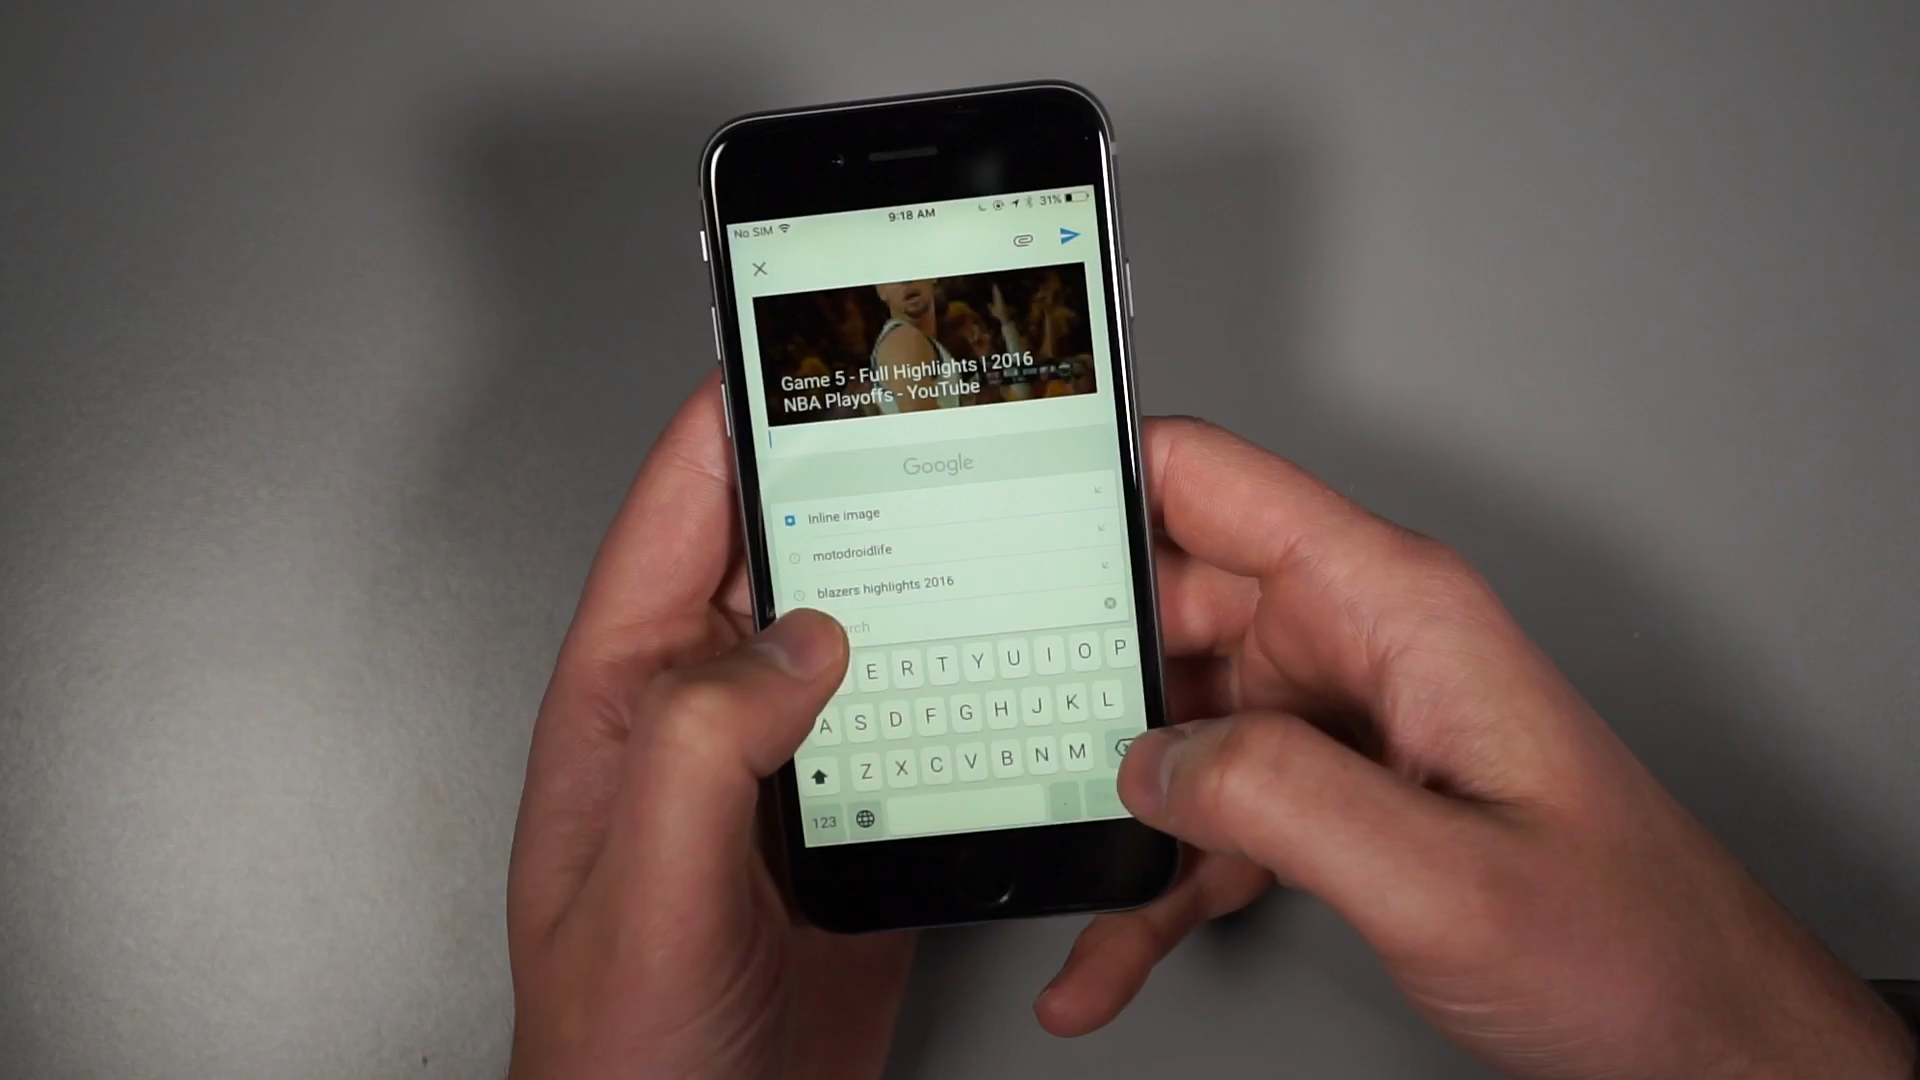 No SIM 9:18 AM 31%
Game 5 - Full Highlights | 2016
NBA Playoffs - YouTube
Google
Inline image
motodroidlife
blazers highlights 2016
E R T Y U I O P
A S D F G H J K L
Z X C V B N M
123